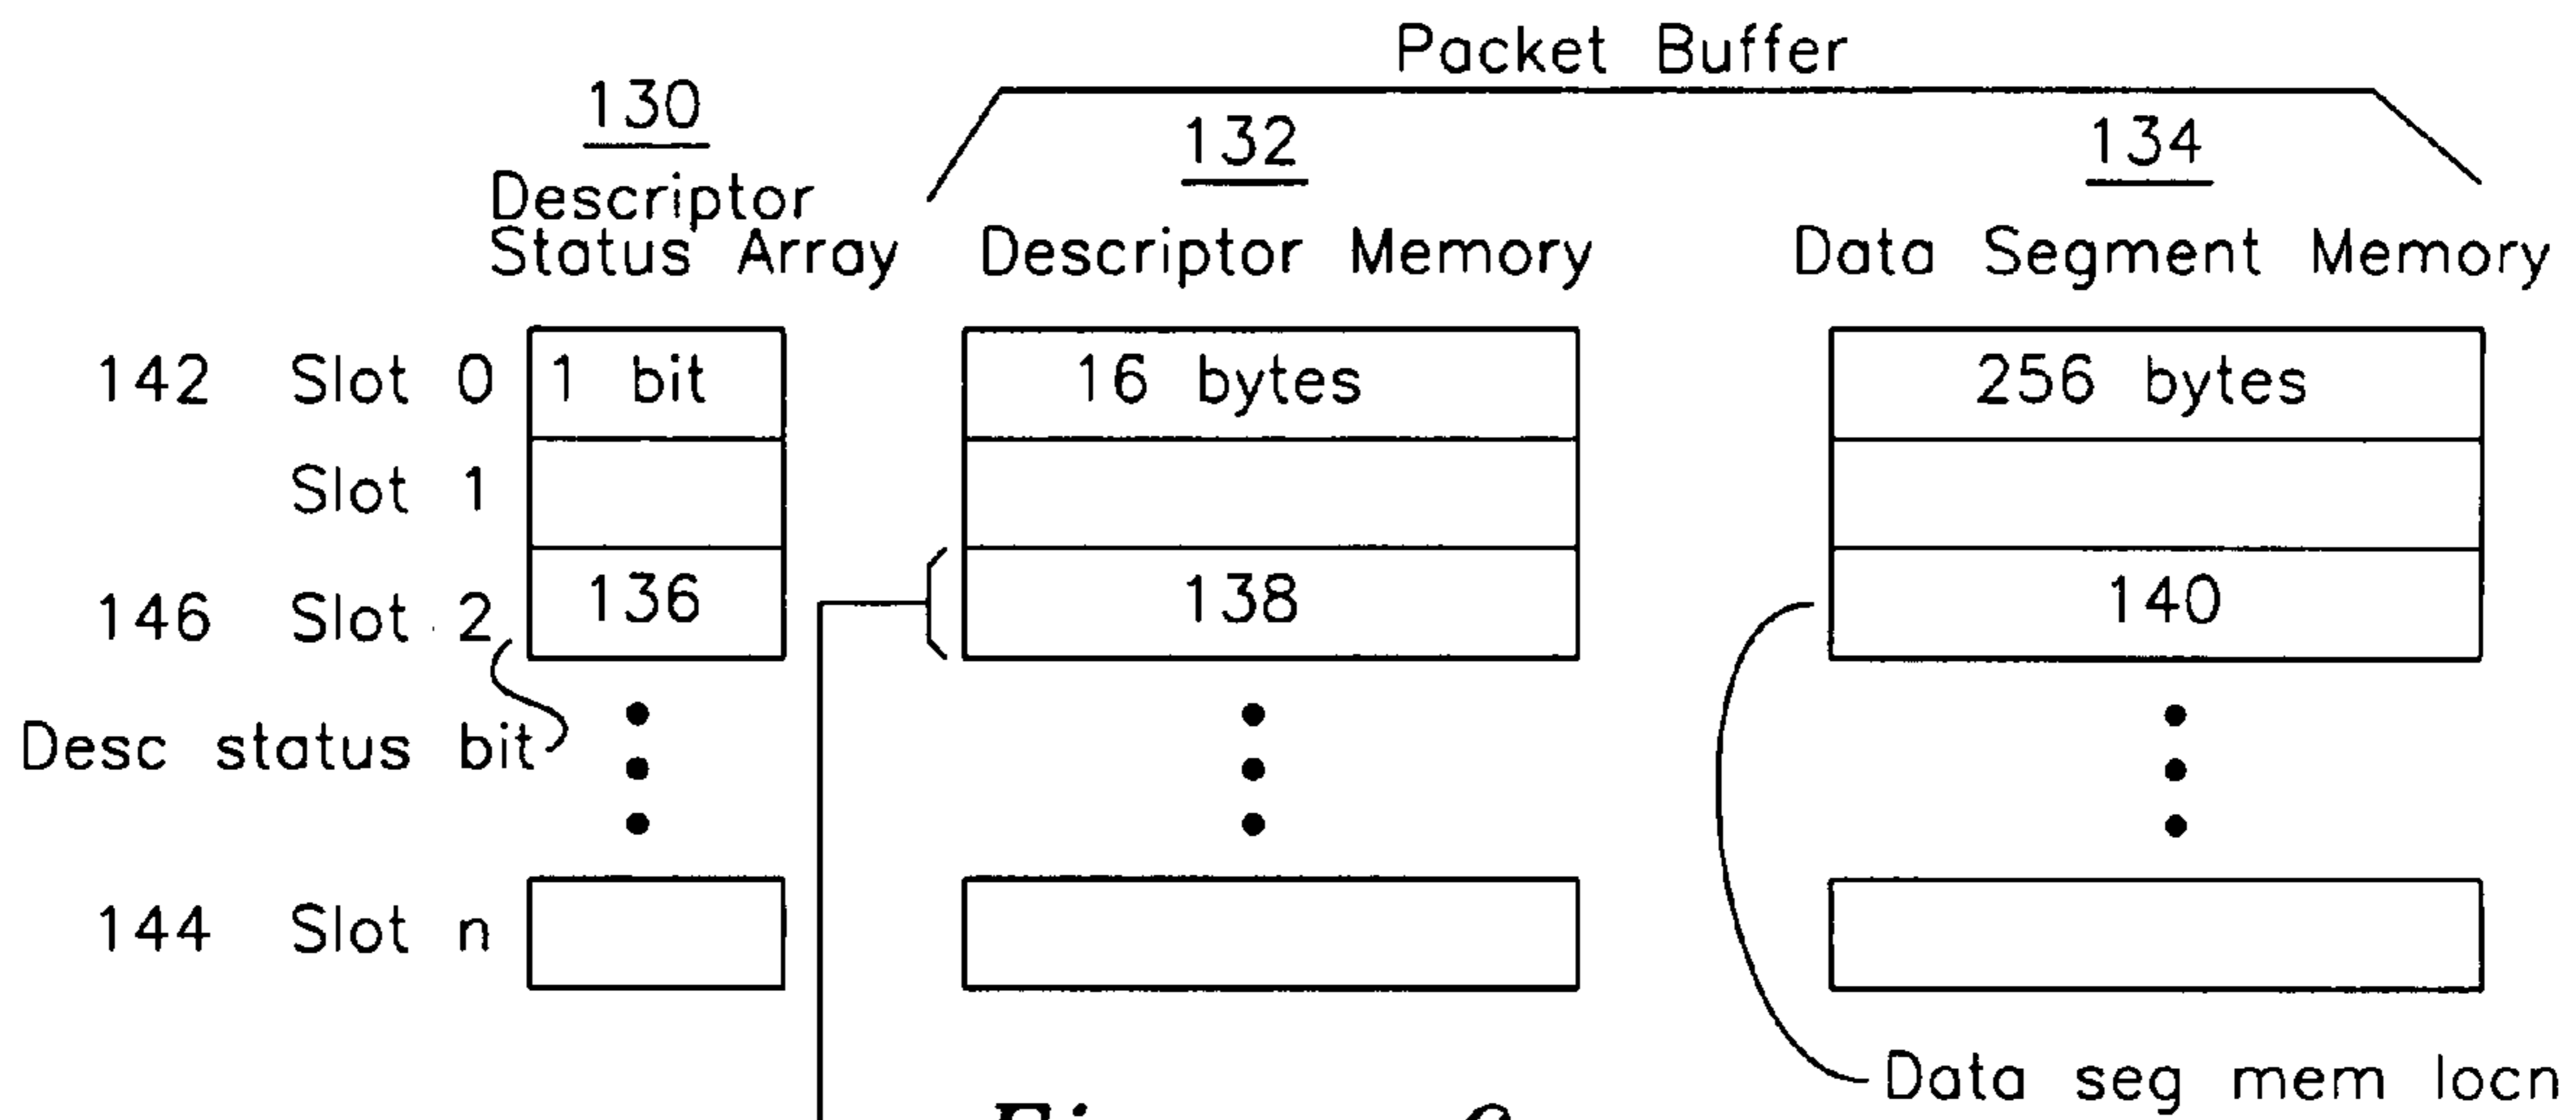 Packet Buffer
130
132
134
Descriptor
Status Array
Descriptor Memory
Data Segment Memory
142 Slot 0 1 bit 16 bytes 256 bytes
Slot 1
146 Slot 2 136 138 140
Desc status bit
144 Slot n
Data seg mem locn